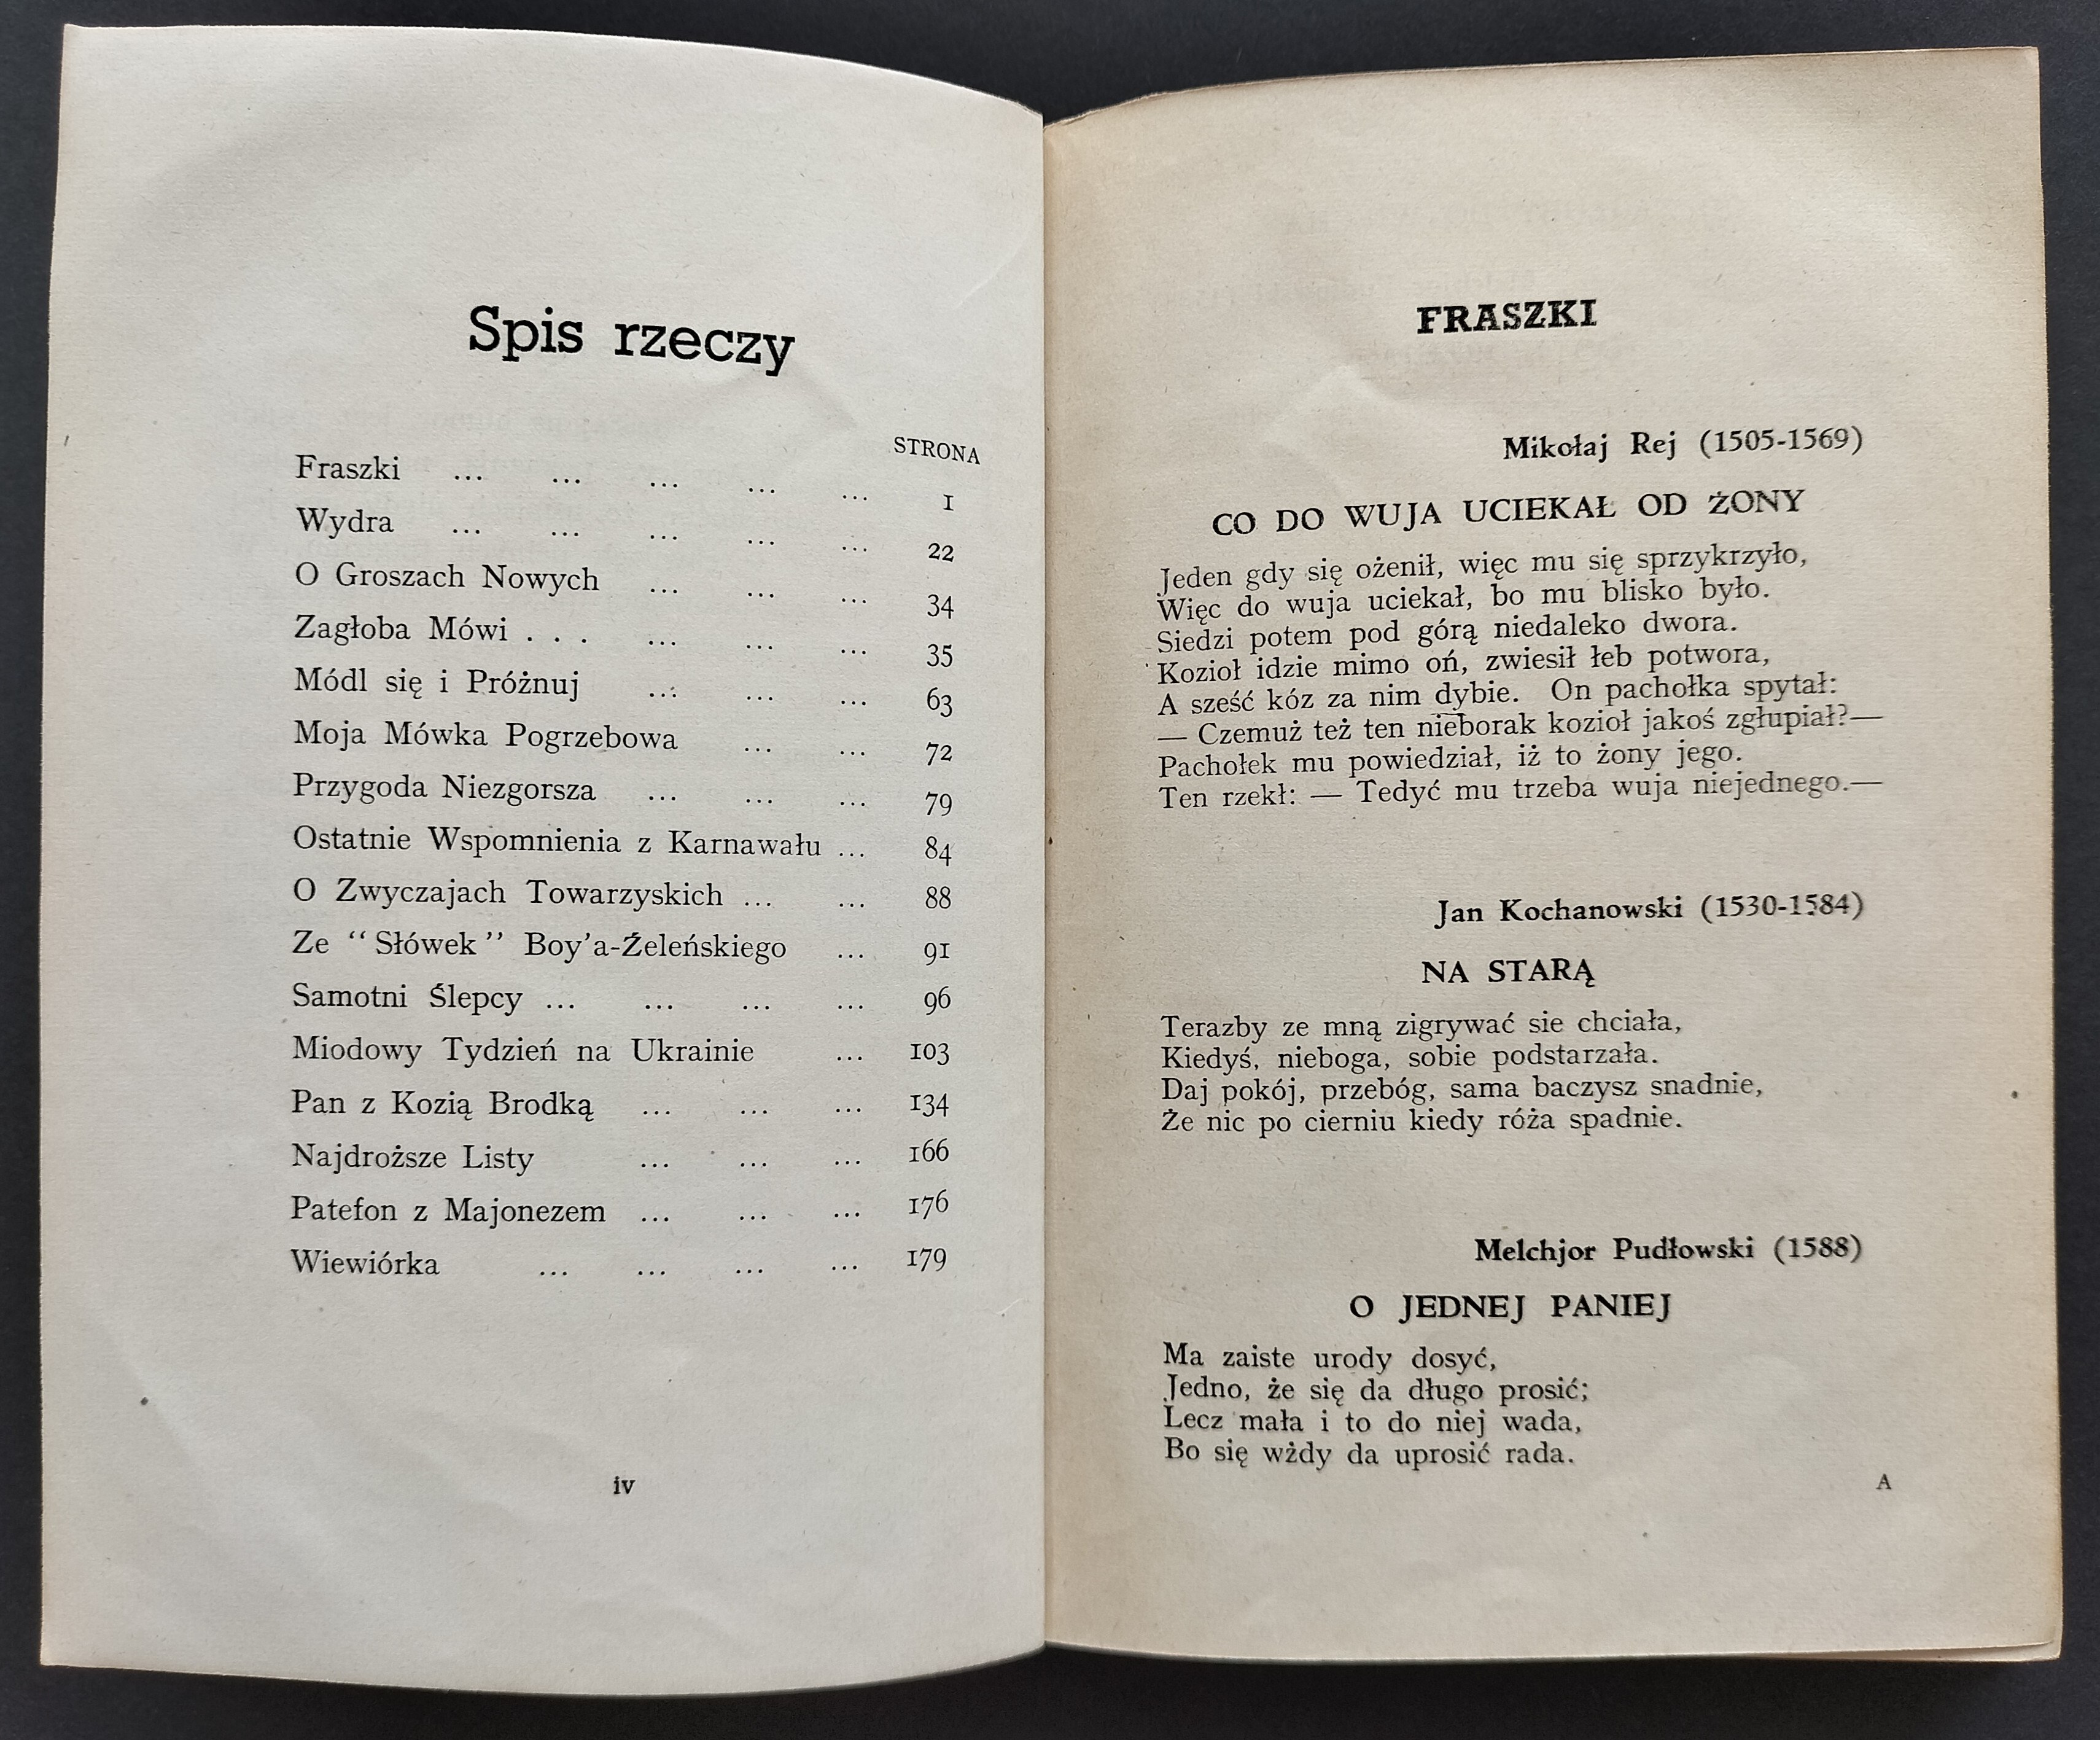 Spis rzeczy
STRONA
Fraszki ... ... ... ... ... 1
Wydra ... ... ... ... ... 22
O Groszach Nowych ... ... ... 34
Zagłoba Mówi . . . ... ... ... 35
Módl się i Próżnuj ... ... ... 63
Moja Mówka Pogrzebowa ... ... 72
Przygoda Niezgorsza ... ... ... 79
Ostatnie Wspomnienia z Karnawału ... 84
O Zwyczajach Towarzyskich ... ... 88
Ze “Słówek” Boy’a-Żeleńskiego ... 91
Samotni Ślepcy ... ... ... ... 96
Miodowy Tydzień na Ukrainie ... 103
Pan z Kozią Brodką ... ... ... 134
Najdroższe Listy ... ... ... 166
Patefon z Majonezem ... ... ... 176
Wiewiórka ... ... ... ... 179
iv
FRASZKI
Mikołaj Rej (1505-1569)
CO DO WUJA UCIEKAŁ OD ŻONY
Jeden gdy się ożenił, więc mu się sprzykrzyło,
Więc do wuja uciekał, bo mu blisko było.
Siedzi potem pod górą niedaleko dwora.
Kozioł idzie mimo oń, zwiesił łeb potwora,
A sześć kóz za nim dybie. On pachołka spytał:
— Czemuż też ten nieborak kozioł jakoś zgłupiał?—
Pachołek mu powiedział, iż to żony jego.
Ten rzekł: — Tedyć mu trzeba wuja niejednego.—
Jan Kochanowski (1530-1584)
NA STARĄ
Terazby ze mną zigrywać sie chciała,
Kiedyś, nieboga, sobie podstarzała.
Daj pokój, przebóg, sama baczysz snadnie,
Że nic po cierniu kiedy róża spadnie.
Melchjor Pudłowski (1588)
O JEDNEJ PANIEJ
Ma zaiste urody dosyć,
Jedno, że się da długo prosić;
Lecz mała i to do niej wada,
Bo się wżdy da uprosić rada.
A